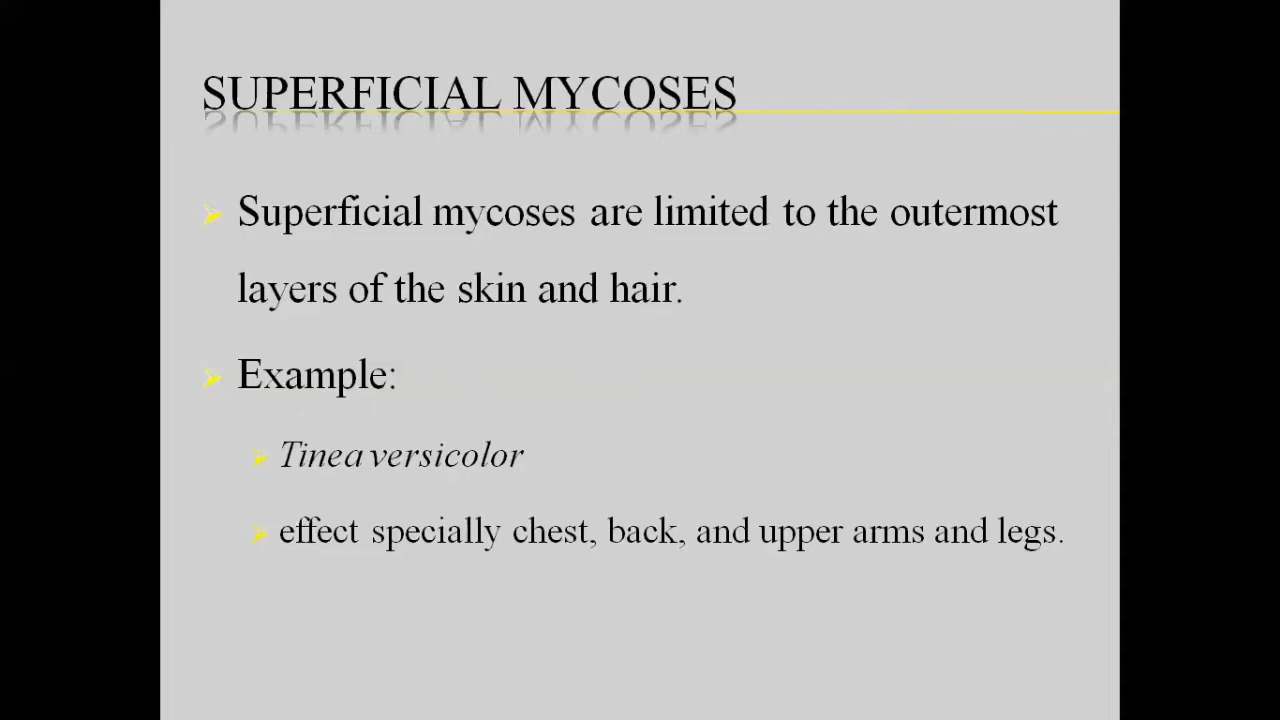 SUPERFICIAL MYCOSES
Superficial mycoses are limited to the outermost
layers of the skin and hair.
Example:
Tinea versicolor
effect specially chest, back, and upper arms and legs.